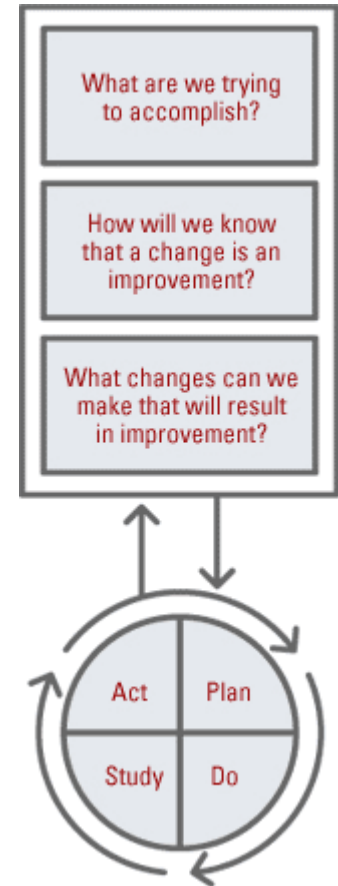 What are we trying
to accomplish?
How will we know
that a change is an
improvement?
What changes can we
make that will result
in improvement?
Act
Plan
Study
Do